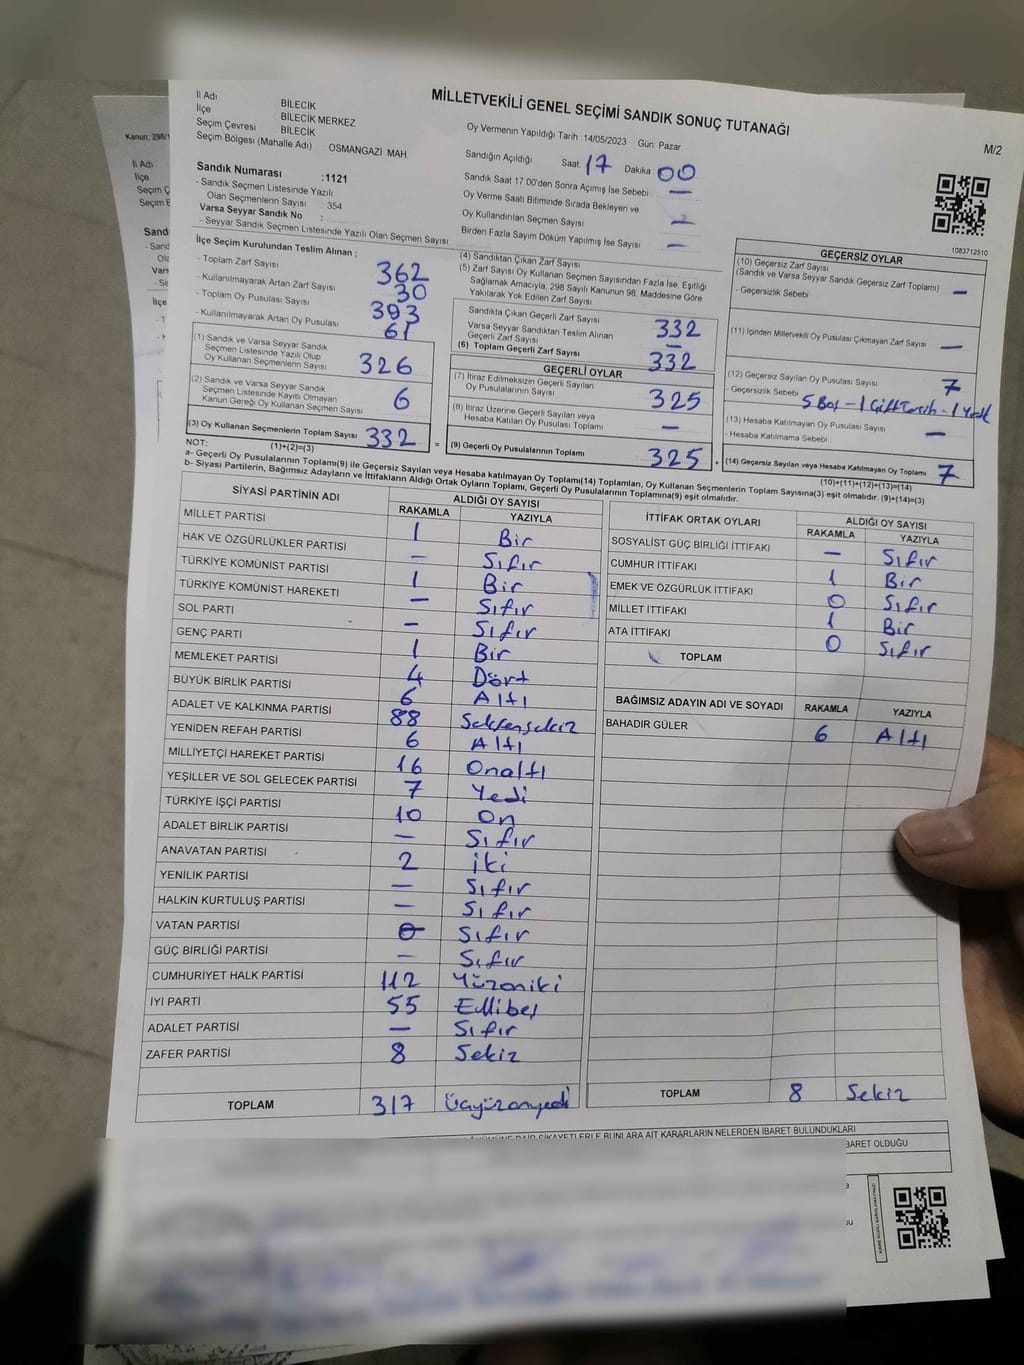 MİLLETVEKİLİ GENEL SEÇİMİ SANDIK SONUÇ TUTANAĞI
M/2
İl Adı BİLECİK
İlçe BİLECİK MERKEZ
Seçim Çevresi BİLECİK
Seçim Bölgesi (Mahalle Adı) OSMANGAZİ MAH
Oy Vermenin Yapıldığı Tarih : 14/05/2023 Gün: Pazar
Sandığın Açıldığı Saat 17 Dakika 00
Sandık Saat 17.00'den Sonra Açımış İse Sebebi —
Oy Verme Saati Bitiminde Sırada Bekleyen ve
Oy Kullandırılan Seçmen Sayısı —
Birden Fazla Sayım Döküm Yapılmış İse Sayısı —
Sandık Numarası :1121
- Sandık Seçmen Listesinde Yazılı
Olan Seçmenlerin Sayısı : 354
Varsa Seyyar Sandık No :
- Seyyar Sandık Seçmen Listesinde Yazılı Olan Seçmen Sayısı
1083712510
İlçe Seçim Kurulundan Teslim Alınan ;
- Toplam Zarf Sayısı 362
- Kullanılmayarak Artan Zarf Sayısı 30
- Toplam Oy Pusulası Sayısı 393
- Kullanılmayarak Artan Oy Pusulası 61
(1) Sandık ve Varsa Seyyar Sandık
Seçmen Listesinde Yazılı Olup
Oy Kullanan Seçmenlerin Sayısı 326
(2) Sandık ve Varsa Seyyar Sandık
Seçmen Listesinde Kayıtlı Olmayan
Kanun Gereği Oy Kullanan Seçmen Sayısı 6
(3) Oy Kullanan Seçmenlerin Toplam Sayısı 332
(1)+(2)=(3)
(4) Sandıktan Çıkan Zarf Sayısı
(5) Zarf Sayısı Oy Kullanan Seçmen Sayısından Fazla İse, Eşitliği
Sağlamak Amacıyla, 298 Sayılı Kanunun 98. Maddesine Göre
Yakılarak Yok Edilen Zarf Sayısı
Sandıkta Çıkan Geçerli Zarf Sayısı 332
Varsa Seyyar Sandıktan Teslim Alınan
Geçerli Zarf Sayısı —
(6) Toplam Geçerli Zarf Sayısı 332
GEÇERLİ OYLAR
(7) İtiraz Edilmeksizin Geçerli Sayılan
Oy Pusulalarının Sayısı 325
(8) İtiraz Üzerine Geçerli Sayılan veya
Hesaba Katılan Oy Pusulası Toplamı —
= (9) Geçerli Oy Pusulalarının Toplamı 325
GEÇERSİZ OYLAR
(10) Geçersiz Zarf Sayısı
(Sandık ve Varsa Seyyar Sandık Geçersiz Zarf Toplamı) —
- Geçersizlik Sebebi
(11) İçinden Milletvekili Oy Pusulası Çıkmayan Zarf Sayısı —
(12) Geçersiz Sayılan Oy Pusulası Sayısı 7
- Geçersizlik Sebebi 5 Boş - 1 Çift Tercih - 1
(13) Hesaba Katılmayan Oy Pusulası Sayısı —
- Hesaba Katılmama Sebebi
+ (14) Geçersiz Sayılan veya Hesaba Katılmayan Oy Toplamı 7
(10)+(11)+(12)+(13)=(14)
NOT:
a- Geçerli Oy Pusulalarının Toplamı(9) ile Geçersiz Sayılan veya Hesaba katılmayan Oy Toplamı(14) Toplamları, Oy Kullanan Seçmenlerin Toplam Sayısına(3) eşit olmalıdır. (9)+(14)=(3)
b- Siyasi Partilerin, Bağımsız Adayların ve İttifakların Aldığı Ortak Oyların Toplamı, Geçerli Oy Pusulalarının Toplamına(9) eşit olmalıdır.
SİYASİ PARTİNİN ADI ALDIĞI OY SAYISI
RAKAMLA YAZIYLA
MİLLET PARTİSİ 1 Bir
HAK VE ÖZGÜRLÜKLER PARTİSİ — Sıfır
TÜRKİYE KOMÜNİST PARTİSİ 1 Bir
TÜRKİYE KOMÜNİST HAREKETİ — Sıfır
SOL PARTİ — Sıfır
GENÇ PARTİ 1 Bir
MEMLEKET PARTİSİ 4 Dört
BÜYÜK BİRLİK PARTİSİ 6 Altı
ADALET VE KALKINMA PARTİSİ 88 Seksensekiz
YENİDEN REFAH PARTİSİ 6 Altı
MİLLİYETÇİ HAREKET PARTİSİ 16 Onaltı
YEŞİLLER VE SOL GELECEK PARTİSİ 7 Yedi
TÜRKİYE İŞÇİ PARTİSİ 10 On
ADALET BİRLİK PARTİSİ — Sıfır
ANAVATAN PARTİSİ 2 İki
YENİLİK PARTİSİ — Sıfır
HALKIN KURTULUŞ PARTİSİ — Sıfır
VATAN PARTİSİ 0 Sıfır
GÜÇ BİRLİĞİ PARTİSİ — Sıfır
CUMHURİYET HALK PARTİSİ 112 Yüzoniki
İYİ PARTİ 55 Ellibeş
ADALET PARTİSİ — Sıfır
ZAFER PARTİSİ 8 Sekiz
TOPLAM 317 Üçyüzonyedi
İTTİFAK ORTAK OYLARI ALDIĞI OY SAYISI
RAKAMLA YAZIYLA
SOSYALİST GÜÇ BİRLİĞİ İTTİFAKI — Sıfır
CUMHUR İTTİFAKI 1 Bir
EMEK VE ÖZGÜRLÜK İTTİFAKI 0 Sıfır
MİLLET İTTİFAKI 1 Bir
ATA İTTİFAKI 0 Sıfır
TOPLAM
BAĞIMSIZ ADAYIN ADI VE SOYADI RAKAMLA YAZIYLA
BAHADIR GÜLER 6 Altı
TOPLAM 8 Sekiz
ŞİKAYETLERLE BUNLARA AİT KARARLARIN NELERDEN İBARET BULUNDUKLARI
BARET OLDUĞU
Kanun: 298/1
İl Adı
İlçe